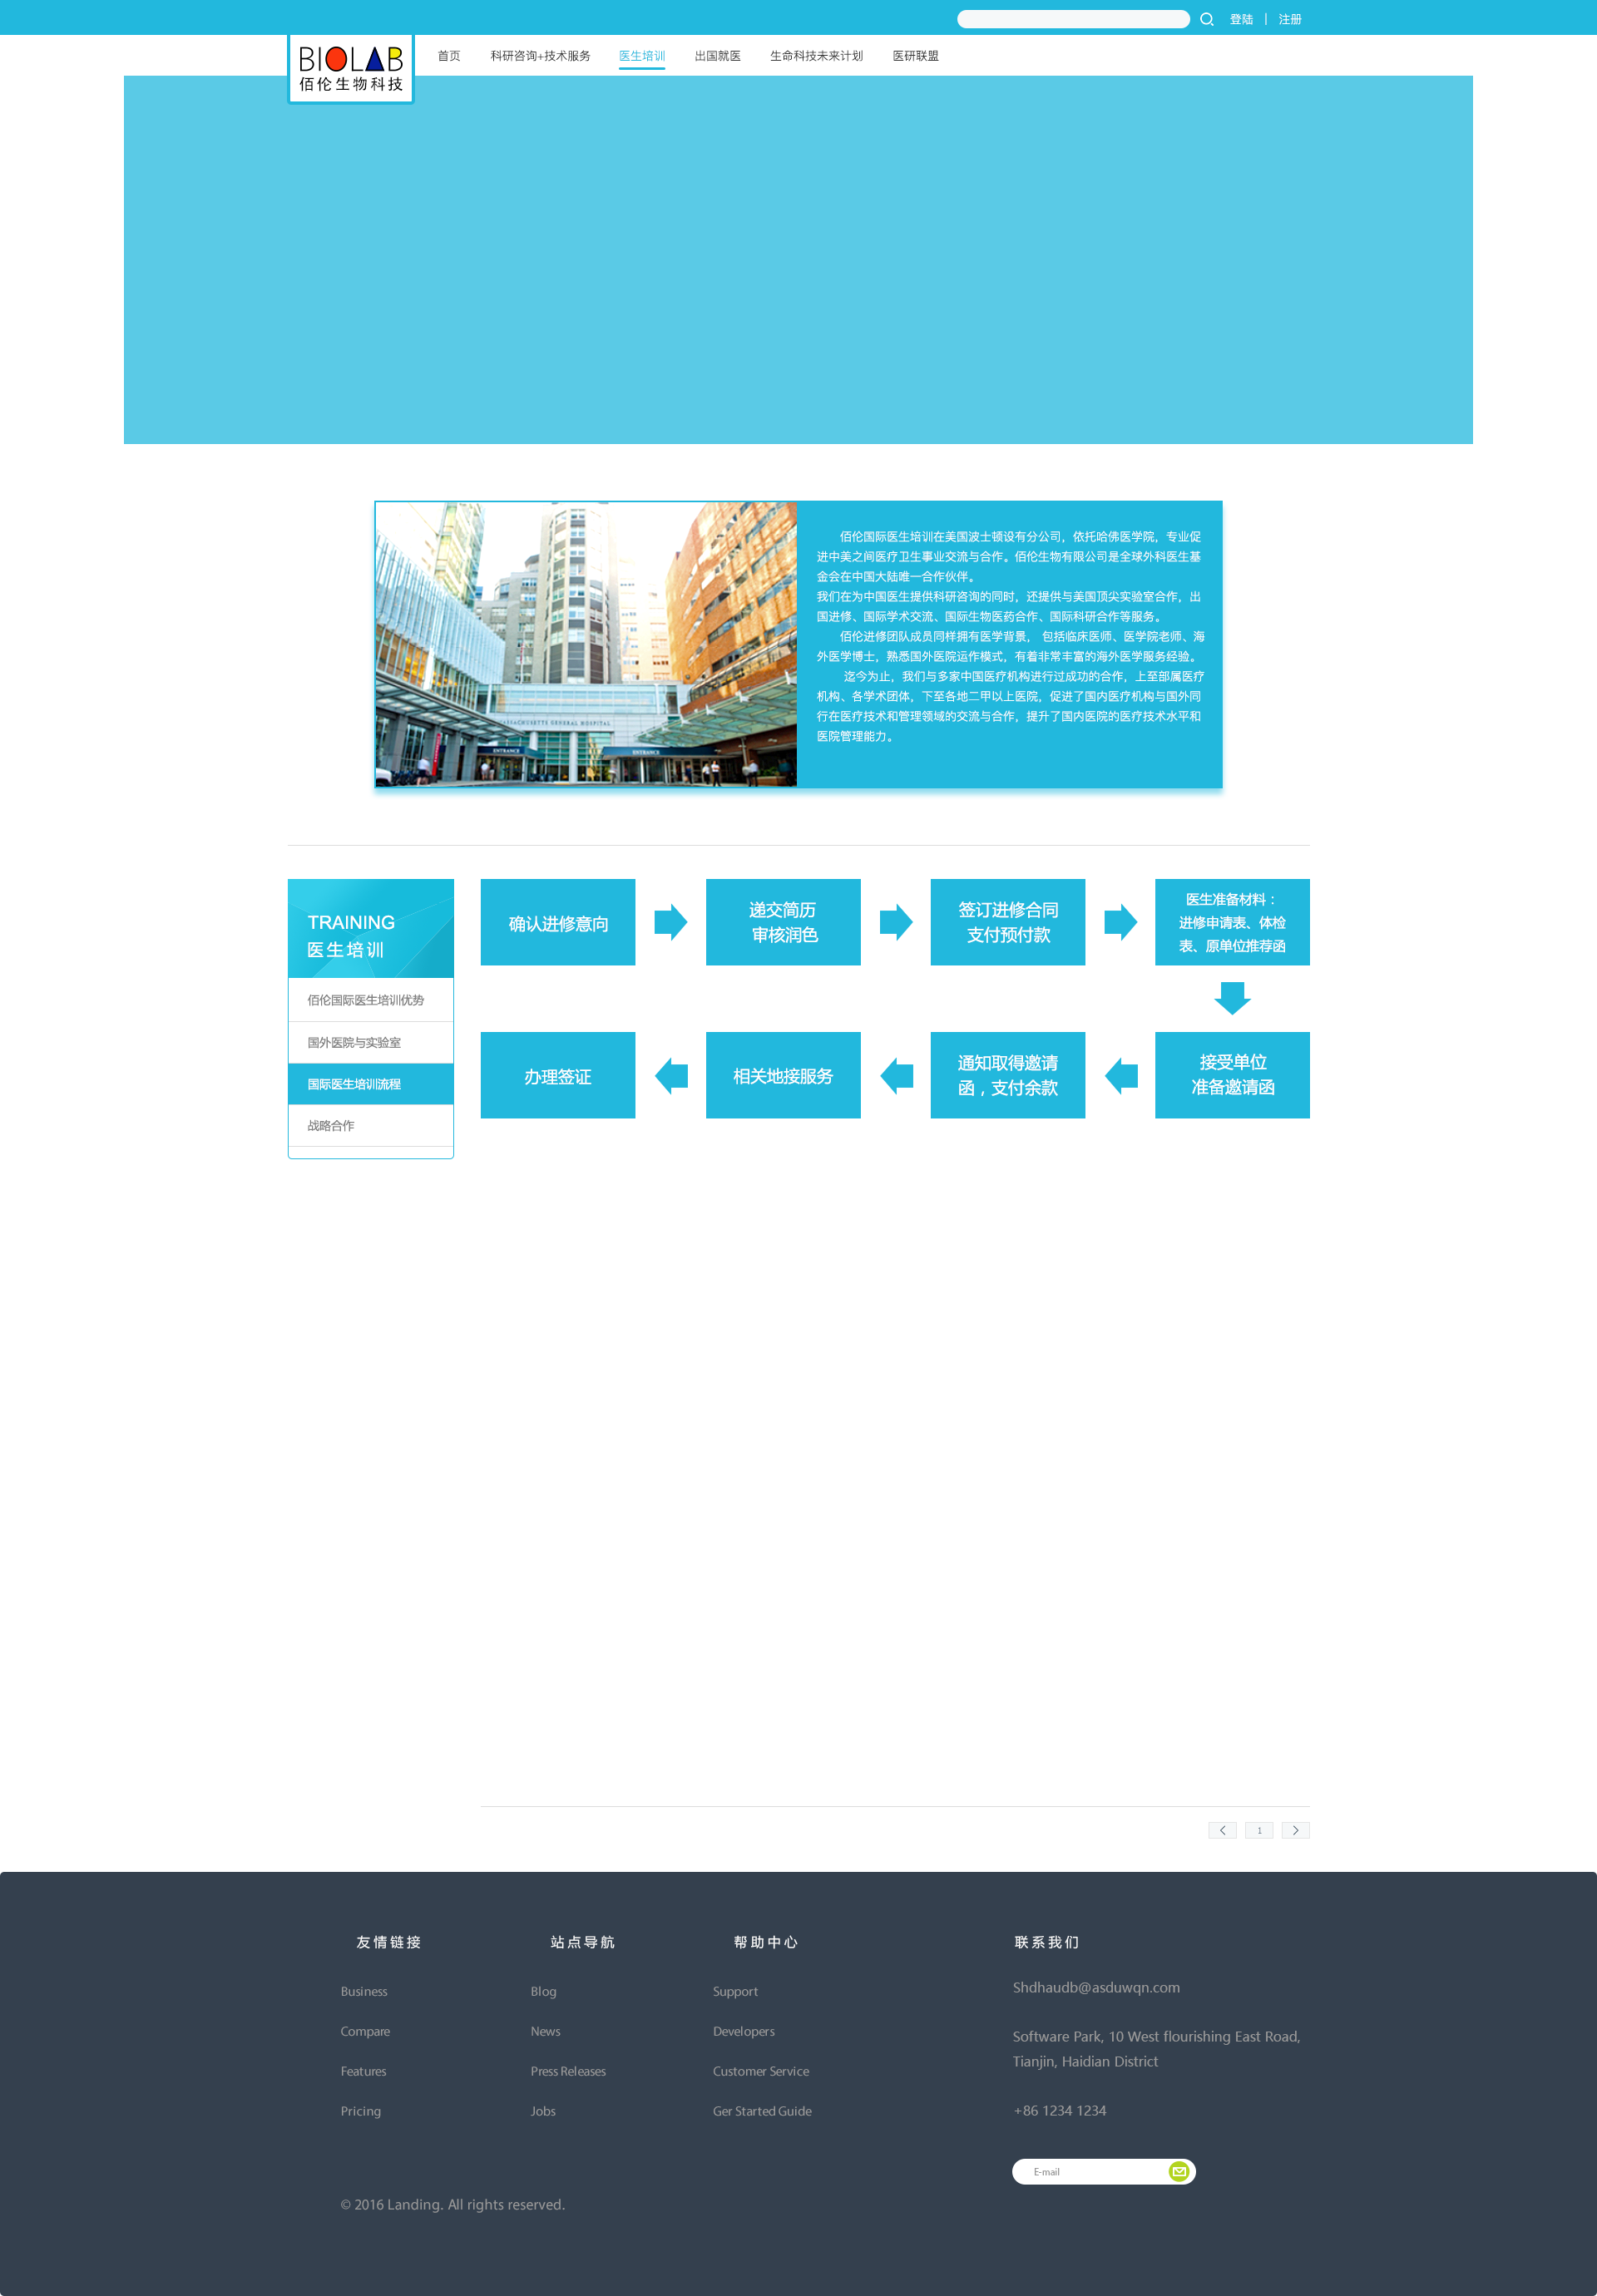 登陆 | 注册
BIOLAB
佰伦生物科技
首页 科研咨询+技术服务 医生培训 出国就医 生命科技未来计划 医研联盟
MASSACHUSETTS GENERAL HOSPITAL
ENTRANCE ENTRANCE
佰伦国际医生培训在美国波士顿设有分公司，依托哈佛医学院，专业促
进中美之间医疗卫生事业交流与合作。佰伦生物有限公司是全球外科医生基
金会在中国大陆唯一合作伙伴。
我们在为中国医生提供科研咨询的同时，还提供与美国顶尖实验室合作，出
国进修、国际学术交流、国际生物医药合作、国际科研合作等服务。
佰伦进修团队成员同样拥有医学背景， 包括临床医师、医学院老师、海
外医学博士，熟悉国外医院运作模式，有着非常丰富的海外医学服务经验。
迄今为止，我们与多家中国医疗机构进行过成功的合作，上至部属医疗
机构、各学术团体，下至各地二甲以上医院，促进了国内医疗机构与国外同
行在医疗技术和管理领域的交流与合作，提升了国内医院的医疗技术水平和
医院管理能力。
TRAINING
医生培训
佰伦国际医生培训优势
国外医院与实验室
国际医生培训流程
战略合作
确认进修意向
递交简历
审核润色
签订进修合同
支付预付款
医生准备材料：
进修申请表、体检
表、原单位推荐函
办理签证
相关地接服务
通知取得邀请
函，支付余款
接受单位
准备邀请函
1
友情链接
Business
Compare
Features
Pricing
站点导航
Blog
News
Press Releases
Jobs
帮助中心
Support
Developers
Customer Service
Ger Started Guide
联系我们
Shdhaudb@asduwqn.com
Software Park, 10 West flourishing East Road,
Tianjin, Haidian District
+86 1234 1234
E-mail
© 2016 Landing. All rights reserved.